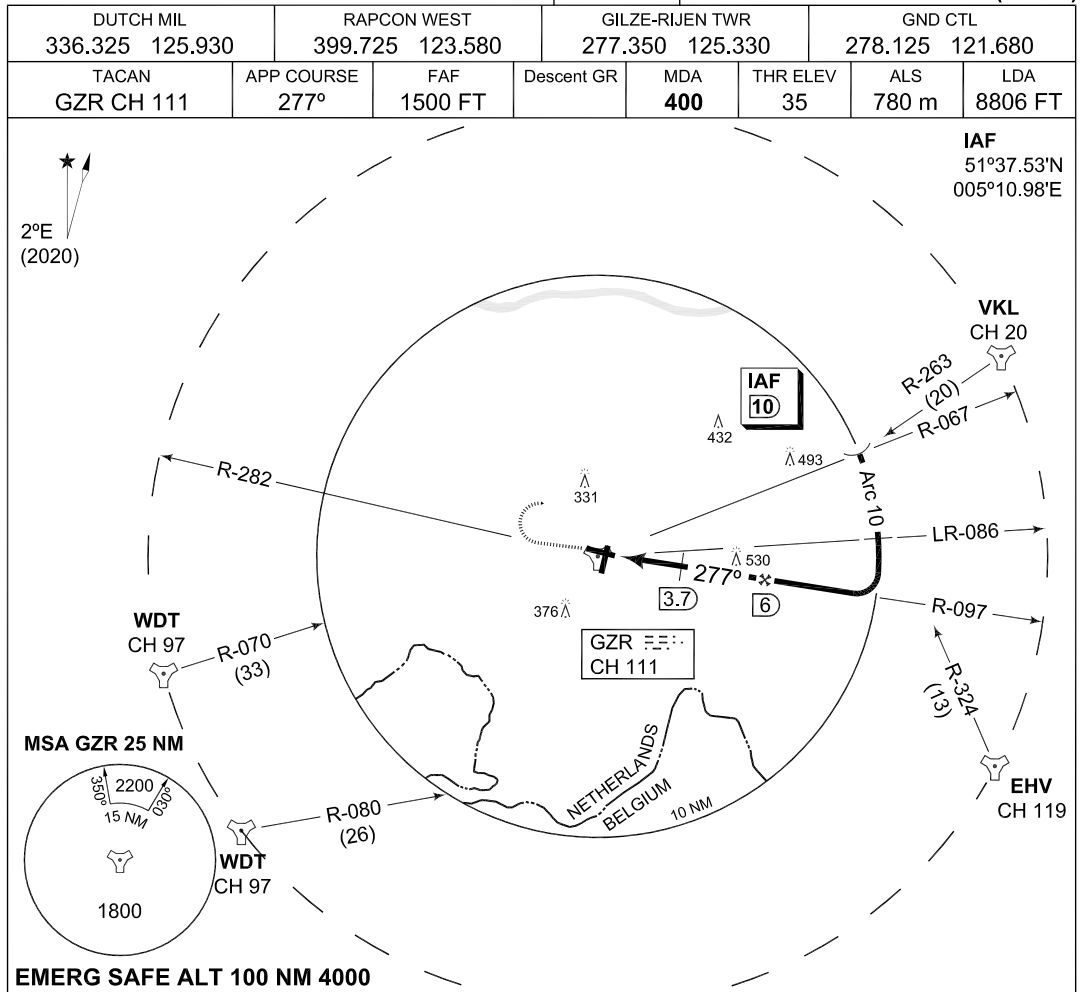 DUTCH MIL
336.325 125.930
RAPCON WEST
399.725 123.580
GILZE-RIJEN TWR
277.350 125.330
GND CTL
278.125 121.680
TACAN
GZR CH 111
APP COURSE
277º
FAF
1500 FT
Descent GR
MDA
400
THR ELEV
35
ALS
780 m
LDA
8806 FT
IAF
51º37.53'N
005º10.98'E
2ºE
(2020)
VKL
CH 20
R-263
(20)
R-067
IAF
10
432
493
Arc 10
331
R-282
LR-086
530
277º
3.7
6
R-097
376
GZR
CH 111
WDT
CH 97
R-070
(33)
R-324
(13)
EHV
CH 119
NETHERLANDS
BELGIUM
10 NM
R-080
(26)
WDT
CH 97
MSA GZR 25 NM
350º
2200
030º
15 NM
1800
EMERG SAFE ALT 100 NM 4000